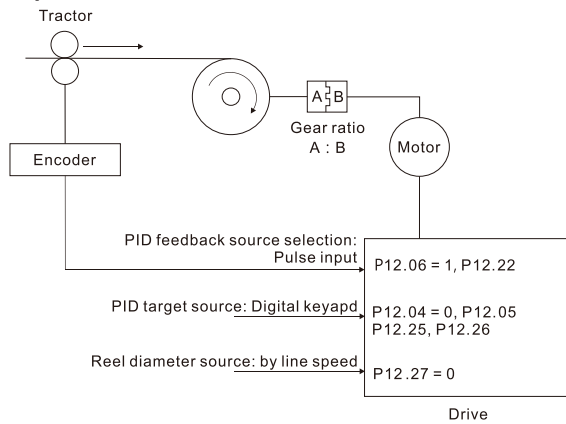 Tractor
A B
Gear ratio
A : B
Motor
Encoder
PID feedback source selection:
Pulse input
P12.06 = 1, P12.22
PID target source: Digital keyapd
P12.04 = 0, P12.05
P12.25, P12.26
Reel diameter source: by line speed
P12.27 = 0
Drive